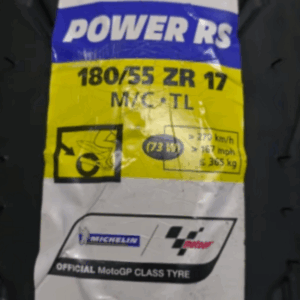 POWER RS
180/55 ZR 17
M/C•TL
(73 W)
> 270 km/h
> 167 mph
≤ 365 kg
MICHELIN
MotoGP
OFFICIAL MotoGP CLASS TYRE